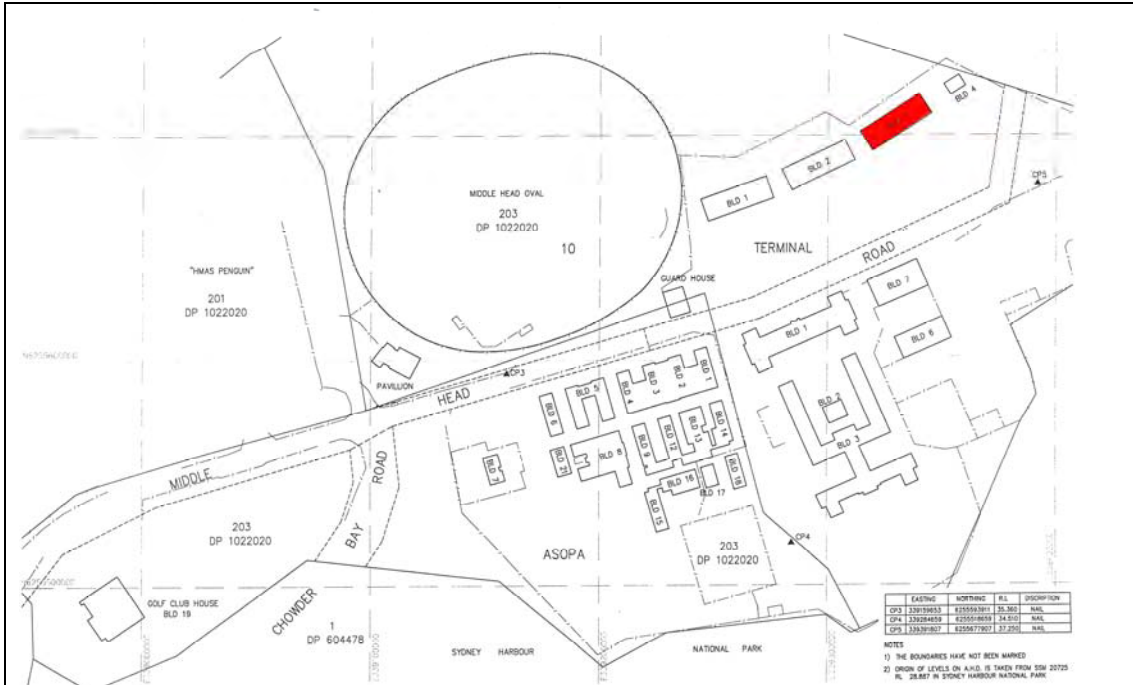 BLD 4
BLD 2
BLD 1
CP5
MIDDLE HEAD OVAL
203
DP 1022020
10
TERMINAL
ROAD
"HMAS PENGUIN"
201
DP 1022020
GUARD HOUSE
BLD 7
BLD 1
BLD 6
PAVILLION
CP3
HEAD
BLD 5
BLD 4
BLD 3
BLD 2
BLD 1
BLD 6
BLD 2
BLD 3
BLD 14
BLD 13
BLD 12
BLD 9
BLD 8
BLD 21
BLD 7
BLD 16
BLD 17
BLD 18
BLD 15
MIDDLE
ROAD
BAY
CHOWDER
203
DP 1022020
ASOPA
203
DP 1022020
CP4
GOLF CLUB HOUSE
BLD 19
1
DP 604478
SYDNEY HARBOUR
NATIONAL PARK
EASTING NORTHING R.L DISCRIPTION
CP3 339159653 6255593911 35.360 NAIL
CP4 339284659 6255518659 34.510 NAIL
CP5 339391807 6255677907 37.250 NAIL
NOTES
1) THE BOUNDARIES HAVE NOT BEEN MARKED
2) ORIGIN OF LEVELS ON A.H.D. IS TAKEN FROM SSM 20725
RL 28.887 IN SYDNEY HARBOUR NATIONAL PARK